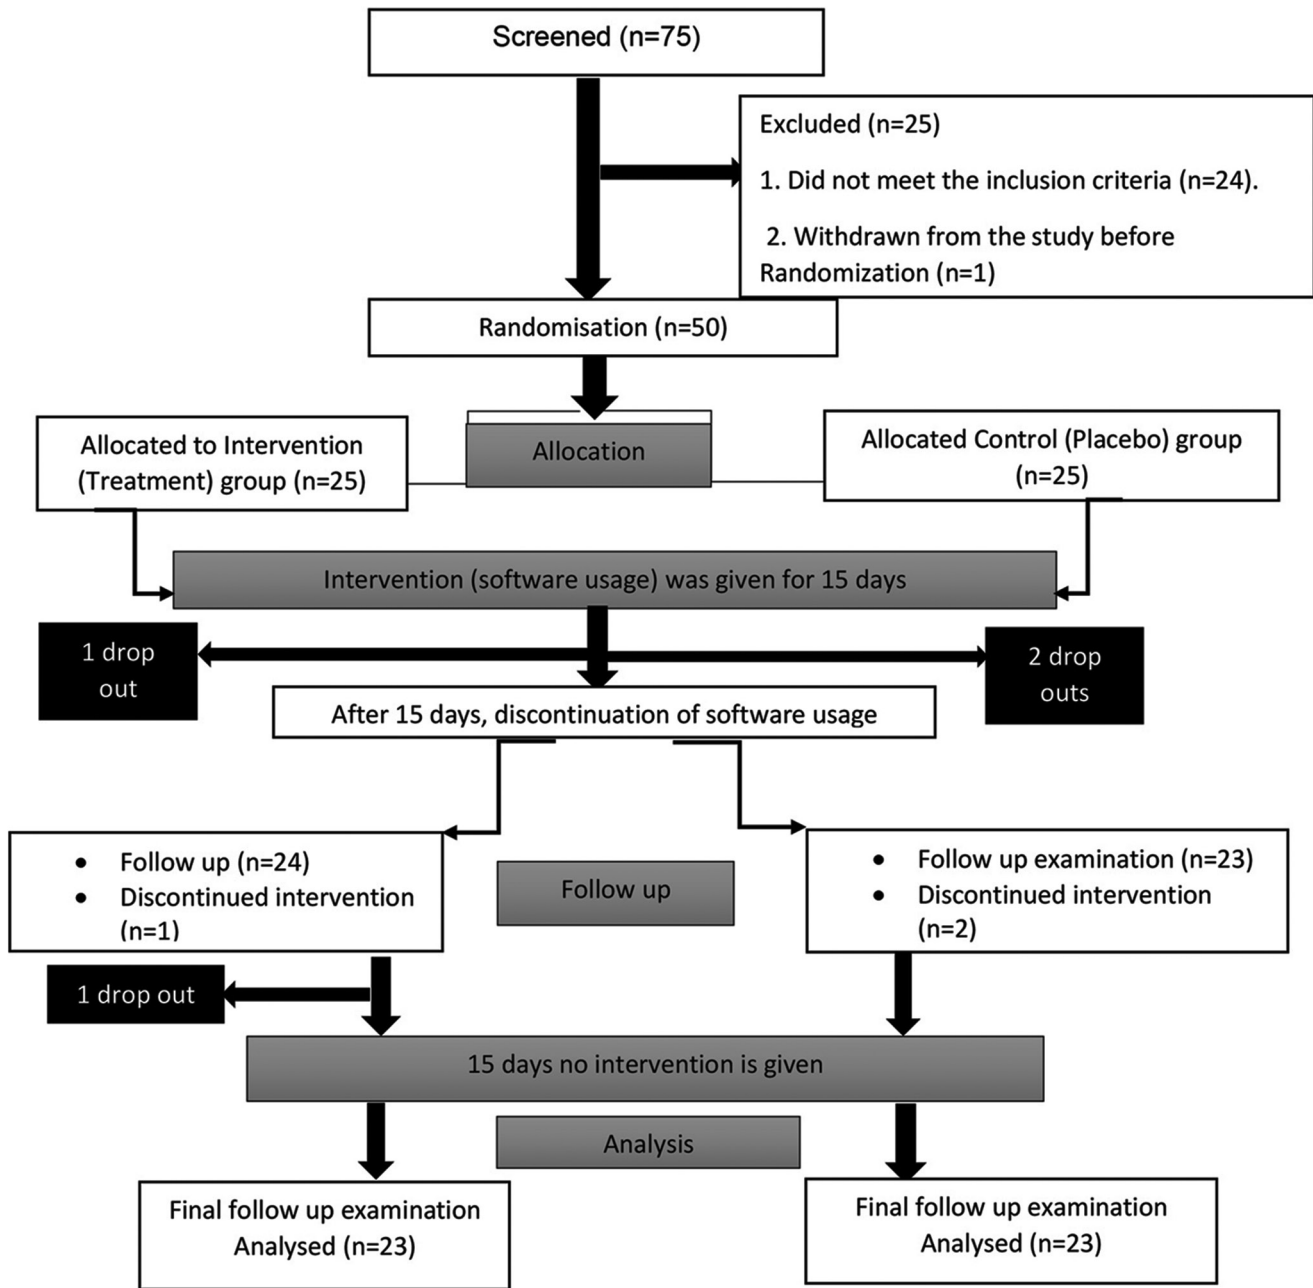 Screened (n=75)
Excluded (n=25)
1. Did not meet the inclusion criteria (n=24).
2. Withdrawn from the study before
Randomization (n=1)
Randomisation (n=50)
Allocated to Intervention
(Treatment) group (n=25)
Allocation
Allocated Control (Placebo) group
(n=25)
Intervention (software usage) was given for 15 days
1 drop
out
2 drop
outs
After 15 days, discontinuation of software usage
• Follow up (n=24)
• Discontinued intervention
(n=1)
Follow up
• Follow up examination (n=23)
• Discontinued intervention
(n=2)
1 drop out
15 days no intervention is given
Analysis
Final follow up examination
Analysed (n=23)
Final follow up examination
Analysed (n=23)